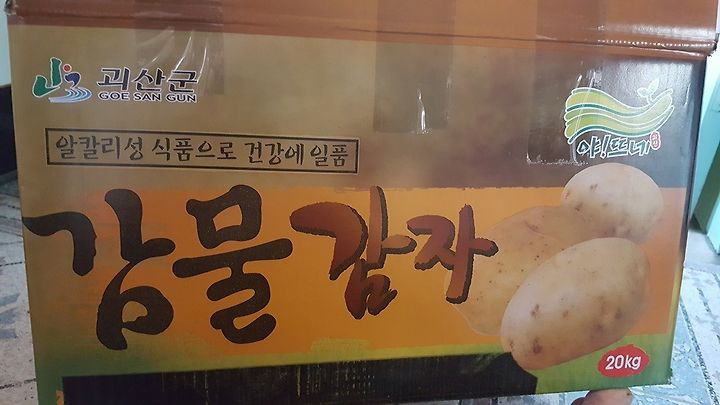 괴산군
GOE SAN GUN
야!뜨네
알칼리성 식품으로 건강에 일품
감물감자
20kg